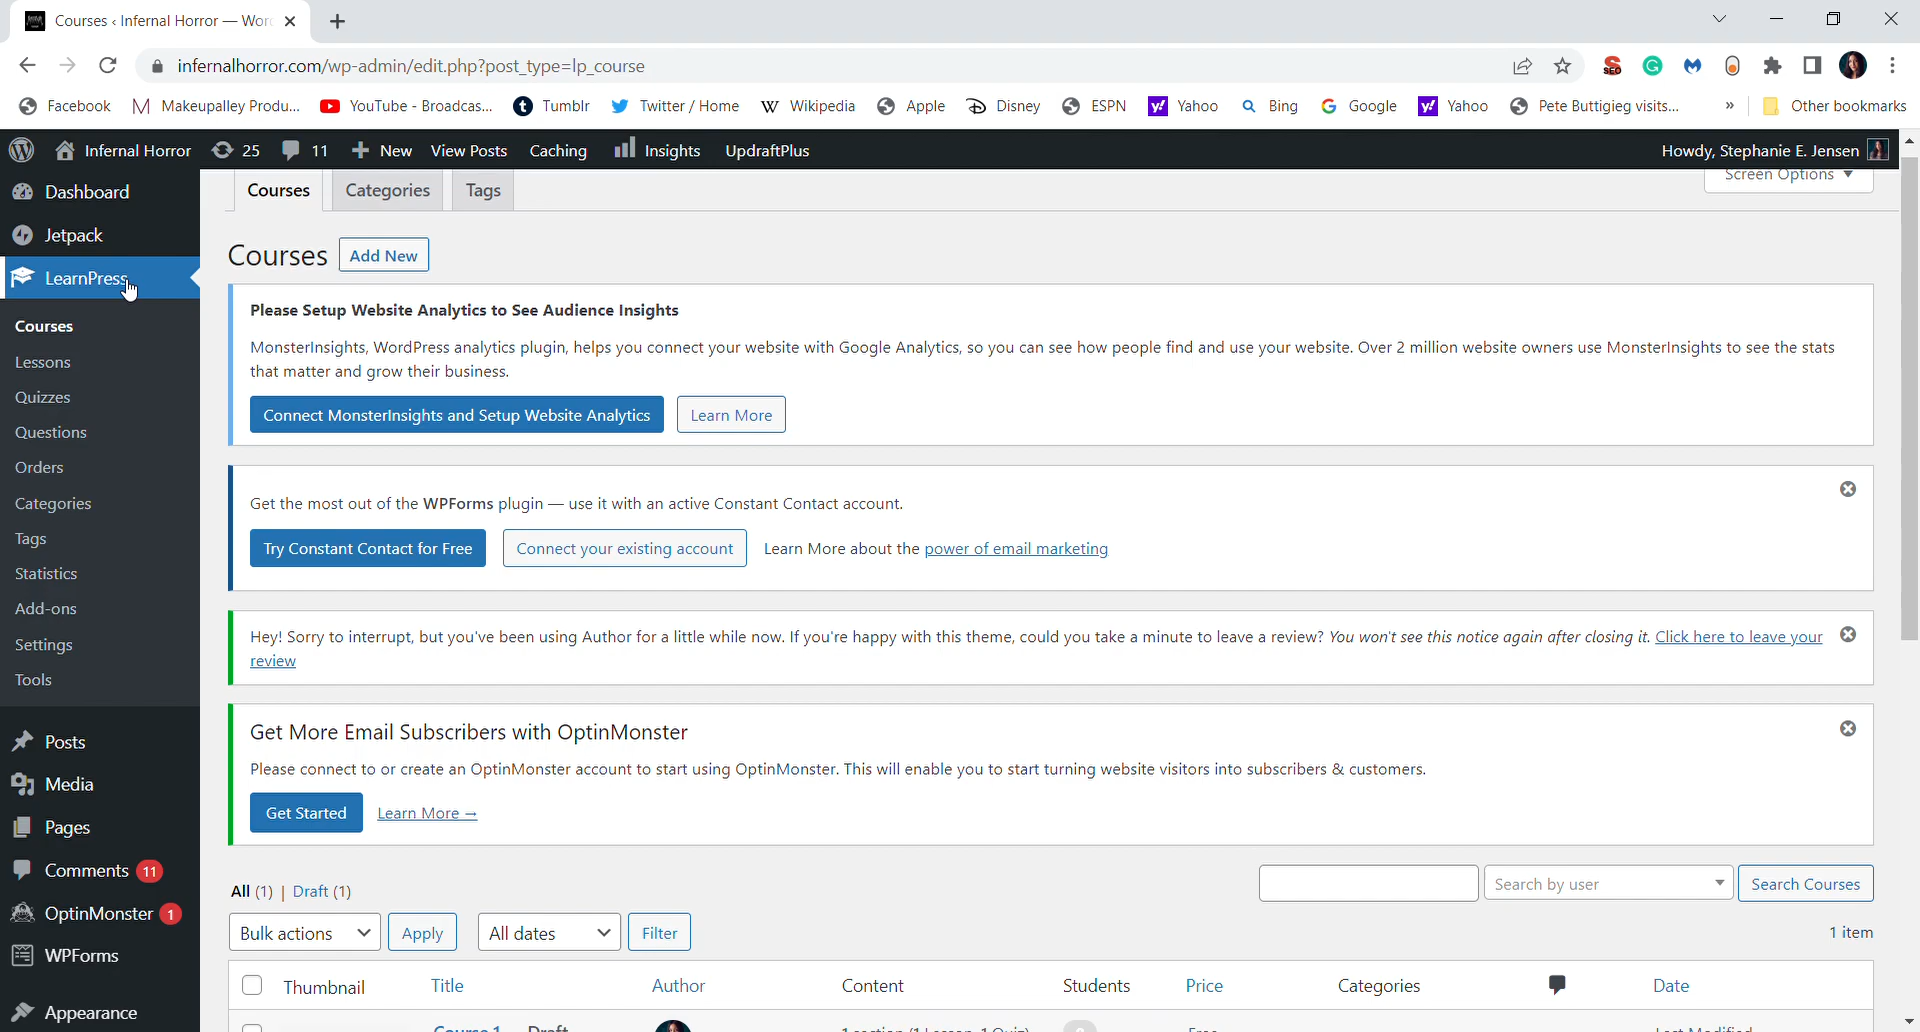 Courses < Infernal Horror — Wor
infernalhorror.com/wp-admin/edit.php?post_type=lp_course
Facebook Makeupalley Produ... YouTube - Broadcas... Tumblr Twitter / Home Wikipedia Apple Disney ESPN Yahoo Bing Google Yahoo Pete Buttigieg visits... » Other bookmarks
Infernal Horror 25 11 New View Posts Caching Insights UpdraftPlus Howdy, Stephanie E. Jensen
Dashboard
Jetpack
LearnPress
Courses
Lessons
Quizzes
Questions
Orders
Categories
Tags
Statistics
Add-ons
Settings
Tools
Posts
Media
Pages
Comments 11
OptinMonster 1
WPForms
Appearance
Courses Categories Tags Screen Options
Courses Add New
Please Setup Website Analytics to See Audience Insights
MonsterInsights, WordPress analytics plugin, helps you connect your website with Google Analytics, so you can see how people find and use your website. Over 2 million website owners use MonsterInsights to see the stats
that matter and grow their business.
Connect MonsterInsights and Setup Website Analytics Learn More
Get the most out of the WPForms plugin — use it with an active Constant Contact account.
Try Constant Contact for Free Connect your existing account Learn More about the power of email marketing
Hey! Sorry to interrupt, but you've been using Author for a little while now. If you're happy with this theme, could you take a minute to leave a review? You won't see this notice again after closing it. Click here to leave your
review
Get More Email Subscribers with OptinMonster
Please connect to or create an OptinMonster account to start using OptinMonster. This will enable you to start turning website visitors into subscribers & customers.
Get Started Learn More →
All (1) | Draft (1) Search by user Search Courses
Bulk actions Apply All dates Filter 1 item
Thumbnail Title Author Content Students Price Categories Date
Course 1 — Draft 1 section (1 Lesson, 1 Quiz) 0 Free Last Modified